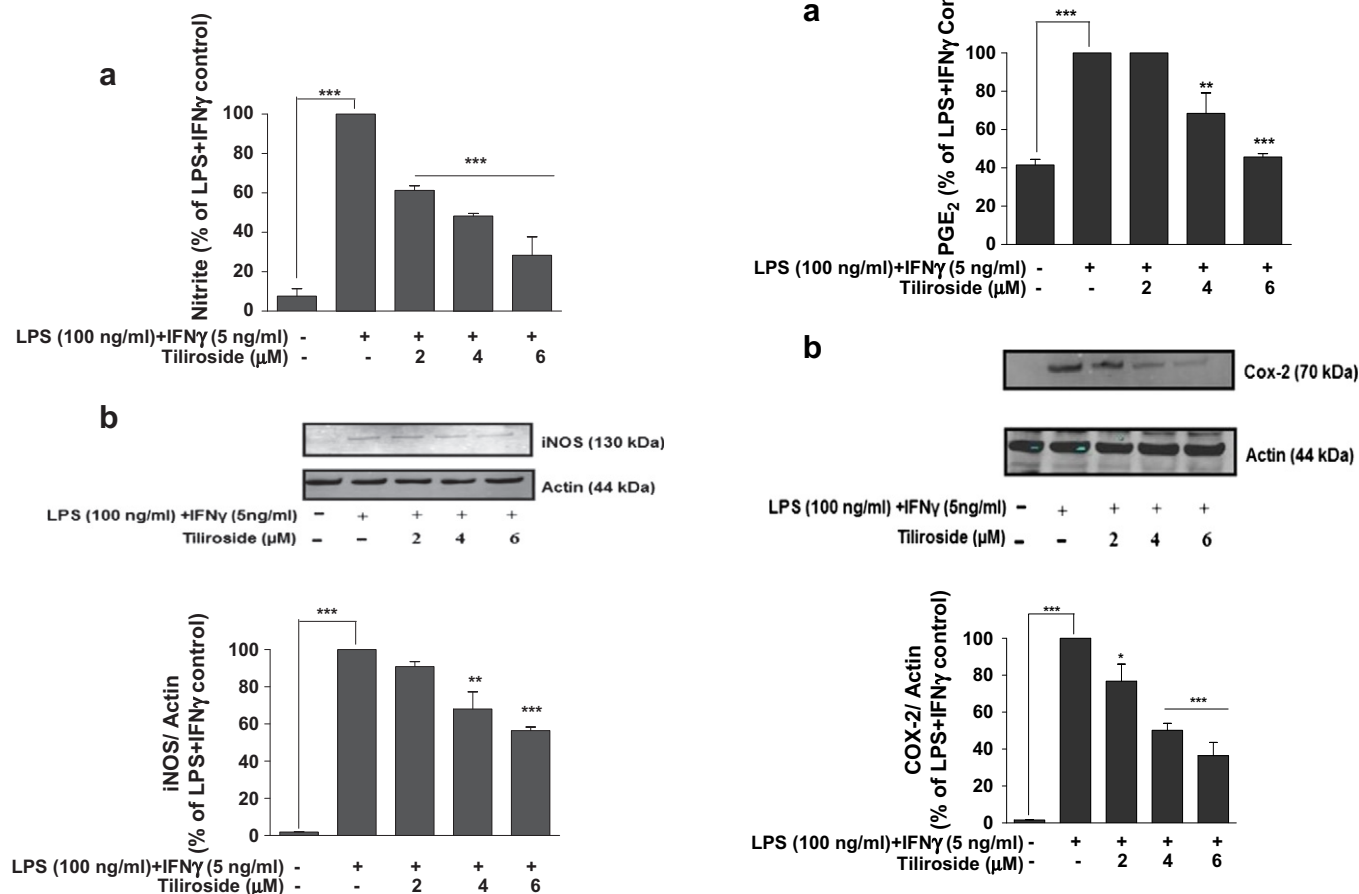 a
Nitrite (% of LPS+IFNγ control)
***
***
100
80
60
40
20
0
LPS (100 ng/ml)+IFNγ (5 ng/ml) - + + + +
Tiliroside (μM) - - 2 4 6
b
iNOS (130 kDa)
Actin (44 kDa)
LPS (100 ng/ml) +IFNγ (5ng/ml) − + + + +
Tiliroside (μM) − − 2 4 6
iNOS/ Actin
(% of LPS+IFNγ control)
***
**
***
100
80
60
40
20
0
LPS (100 ng/ml)+IFNγ (5 ng/ml) - + + + +
Tiliroside (μM) - - 2 4 6
a
PGE2 (% of LPS+IFNγ Con
***
**
***
100
80
60
40
20
0
LPS (100 ng/ml)+IFNγ (5 ng/ml) - + + + +
Tiliroside (μM) - - 2 4 6
b
Cox-2 (70 kDa)
Actin (44 kDa)
LPS (100 ng/ml) +IFNγ (5ng/ml) − + + + +
Tiliroside (μM) − − 2 4 6
COX-2/ Actin
(% of LPS+IFNγ control)
***
*
***
100
80
60
40
20
0
LPS (100 ng/ml)+IFNγ (5 ng/ml) - + + + +
Tiliroside (μM) - - 2 4 6